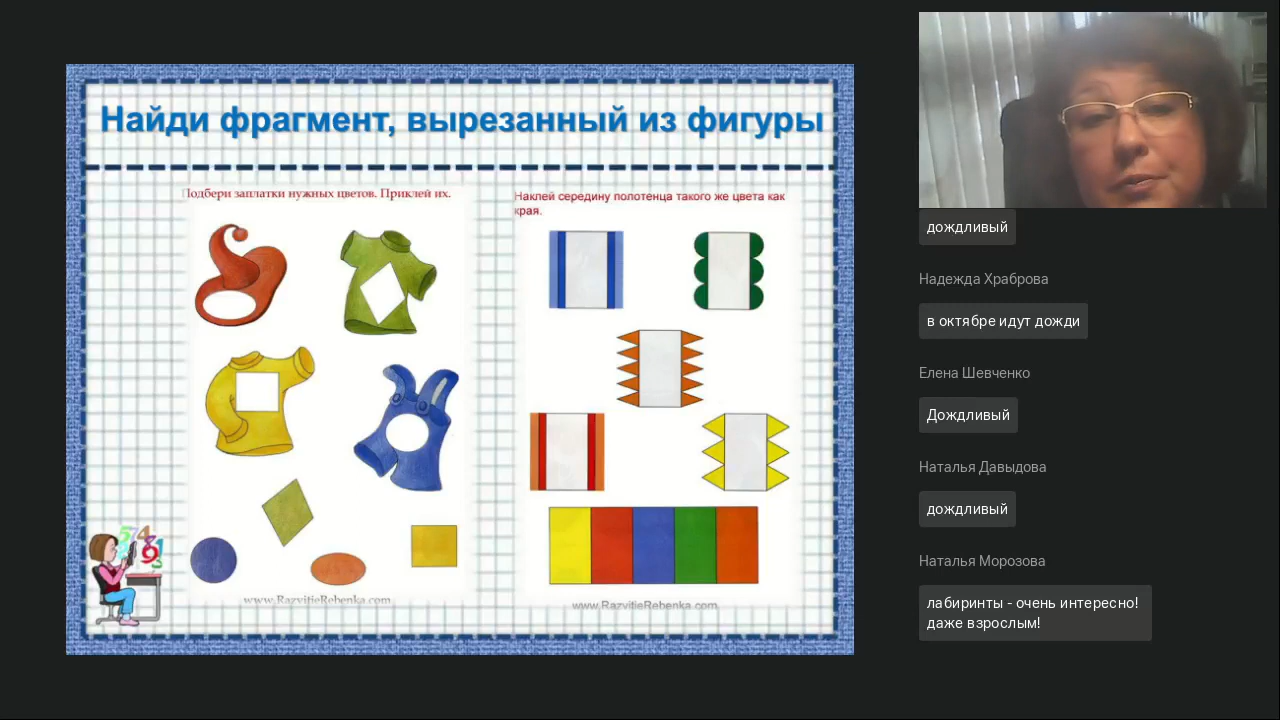 Найди фрагмент, вырезанный из фигуры
Подбери заплатки нужных цветов. Приклей их.
Наклей середину полотенца такого же цвета как
края.
www.RazvitieRebenka.com
www.RazvitieRebenka.com
дождливый
Надежда Храброва
в октябре идут дожди
Елена Шевченко
Дождливый
Наталья Давыдова
дождливый
Наталья Морозова
лабиринты - очень интересно!
даже взрослым!